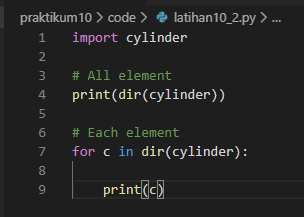 praktikum10 > code > latihan10_2.py > ...
1 import cylinder
2
3 # All element
4 print(dir(cylinder))
5
6 # Each element
7 for c in dir(cylinder):
8
9     print(c)